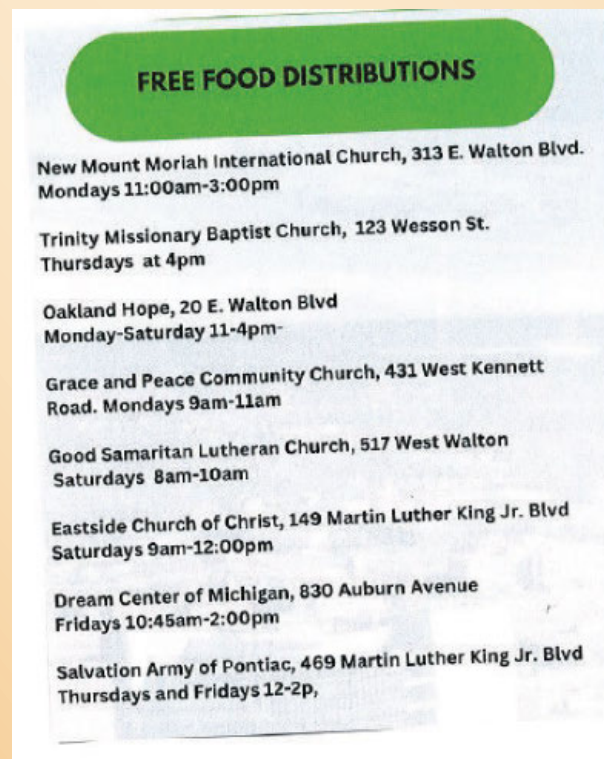 FREE FOOD DISTRIBUTIONS
New Mount Moriah International Church, 313 E. Walton Blvd.
Mondays 11:00am-3:00pm
Trinity Missionary Baptist Church, 123 Wesson St.
Thursdays at 4pm
Oakland Hope, 20 E. Walton Blvd
Monday-Saturday 11-4pm-
Grace and Peace Community Church, 431 West Kennett
Road. Mondays 9am-11am
Good Samaritan Lutheran Church, 517 West Walton
Saturdays 8am-10am
Eastside Church of Christ, 149 Martin Luther King Jr. Blvd
Saturdays 9am-12:00pm
Dream Center of Michigan, 830 Auburn Avenue
Fridays 10:45am-2:00pm
Salvation Army of Pontiac, 469 Martin Luther King Jr. Blvd
Thursdays and Fridays 12-2p,